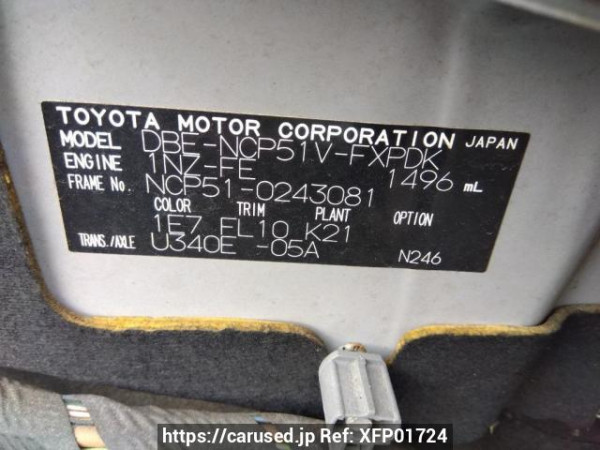 TOYOTA MOTOR CORPORATION JAPAN
MODEL DBE-NCP51V-FXPDK
ENGINE 1NZ-FE 1496 mL
FRAME No. NCP51-0243081
COLOR TRIM PLANT OPTION
1E7 EL10 K21
TRANS./AXLE U340E -05A N246
https://carused.jp Ref: XFP01724